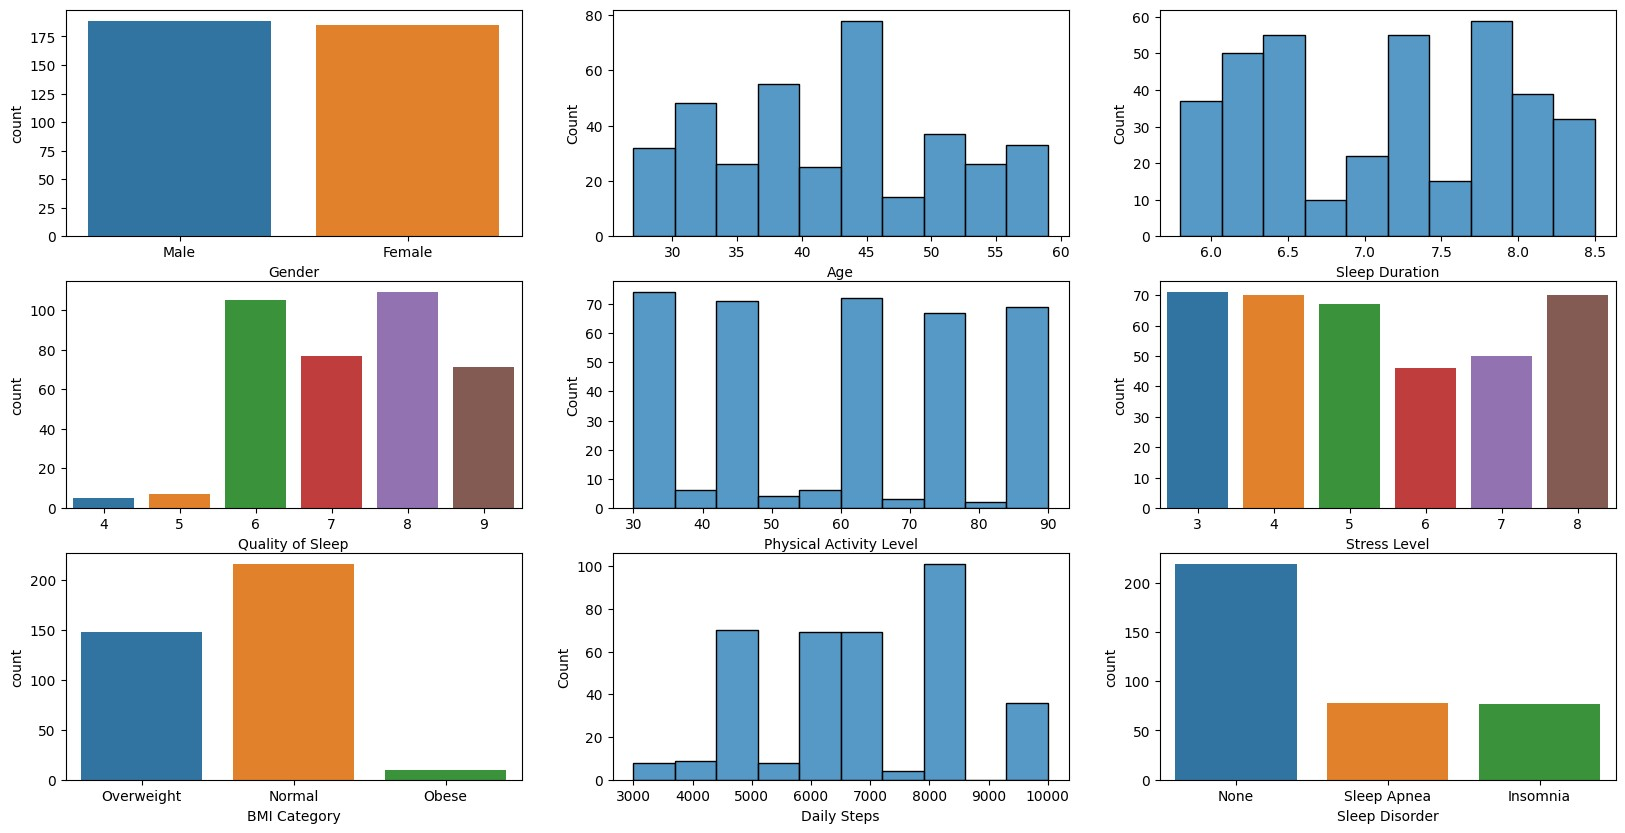 175
150
125
100
75
50
25
0
count
Male Female
Gender
80
60
40
20
0
Count
30 35 40 45 50 55 60
Age
60
50
40
30
20
10
0
Count
6.0 6.5 7.0 7.5 8.0 8.5
Sleep Duration
100
80
60
40
20
0
count
4 5 6 7 8 9
Quality of Sleep
70
60
50
40
30
20
10
0
Count
30 40 50 60 70 80 90
Physical Activity Level
70
60
50
40
30
20
10
0
count
3 4 5 6 7 8
Stress Level
200
150
100
50
0
count
Overweight Normal Obese
BMI Category
100
80
60
40
20
0
Count
3000 4000 5000 6000 7000 8000 9000 10000
Daily Steps
200
150
100
50
0
count
None Sleep Apnea Insomnia
Sleep Disorder